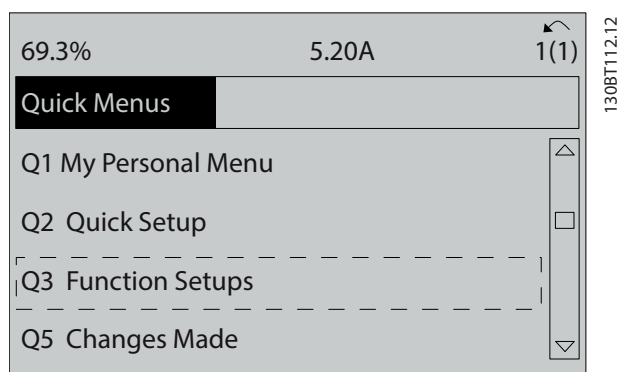 69.3% 5.20A 1(1)
Quick Menus
Q1 My Personal Menu
Q2 Quick Setup
Q3 Function Setups
Q5 Changes Made
130BT112.12